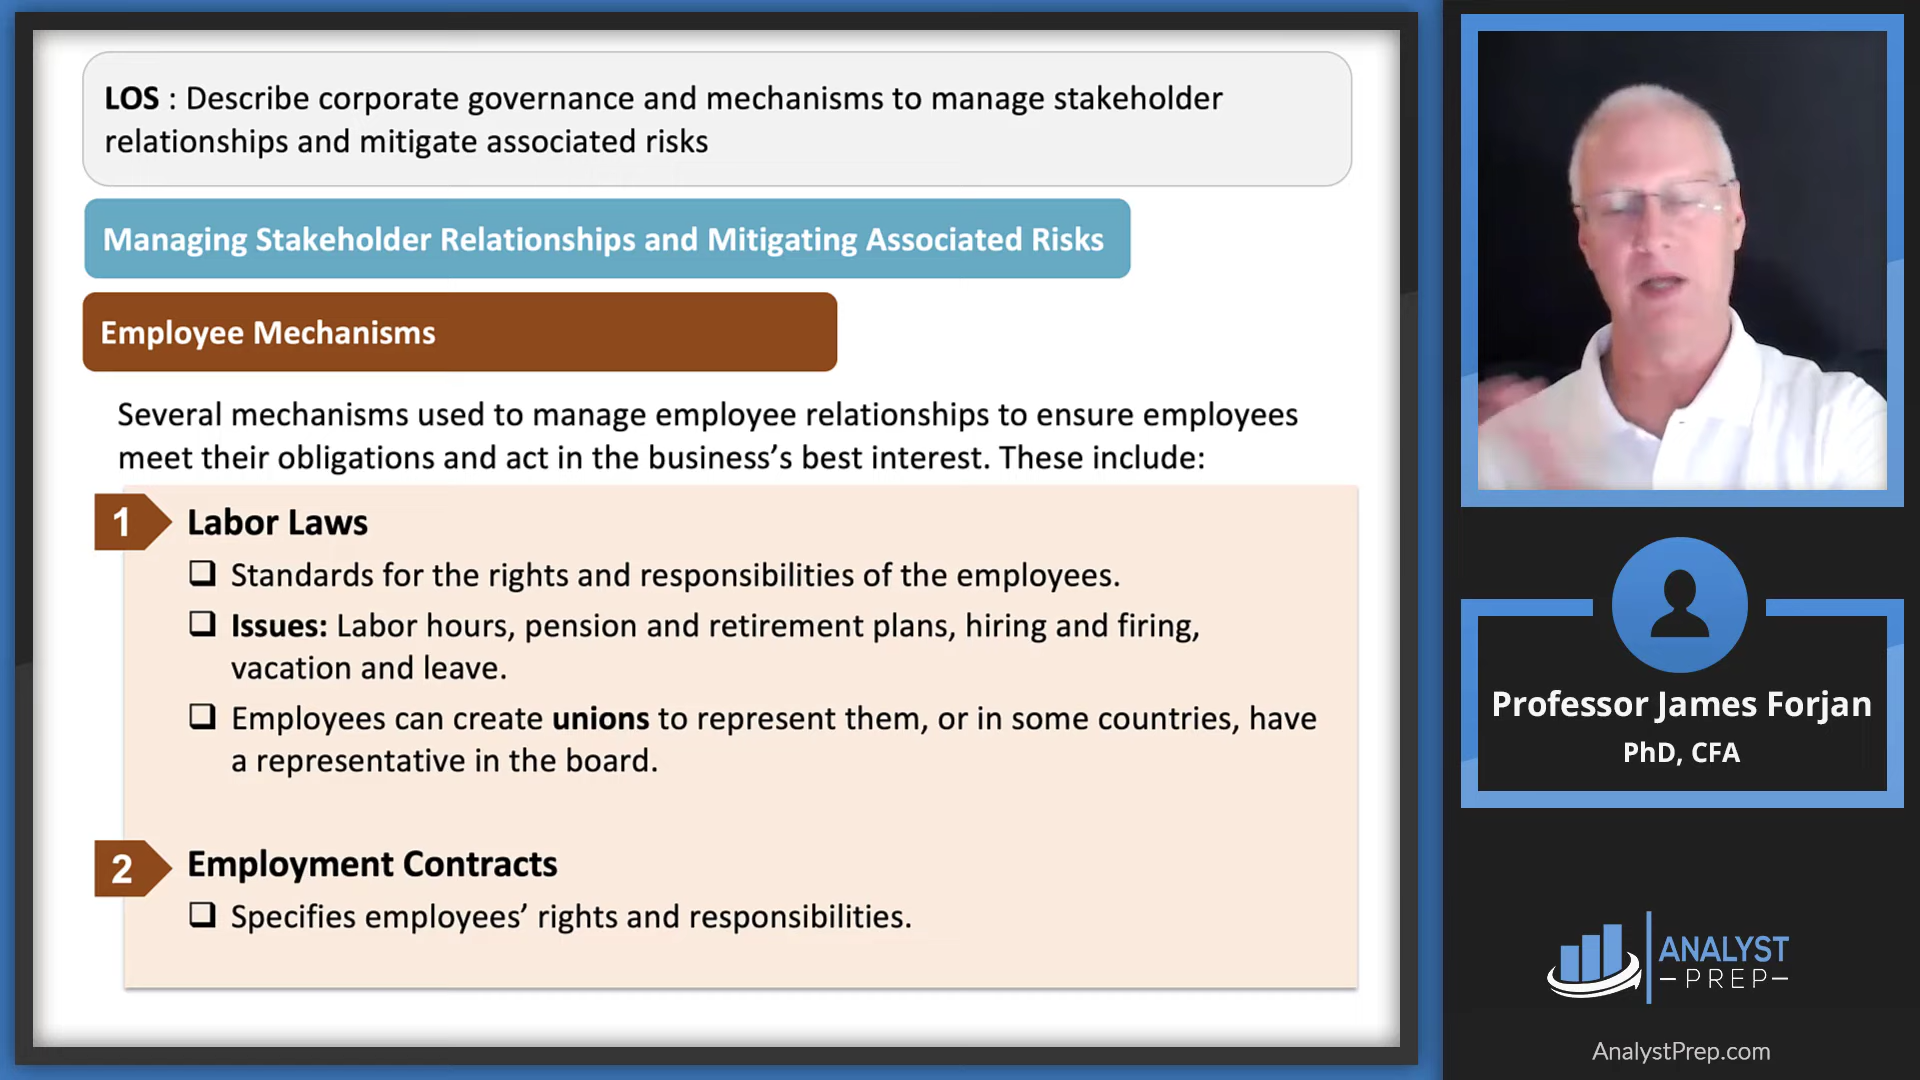 LOS : Describe corporate governance and mechanisms to manage stakeholder
relationships and mitigate associated risks
Managing Stakeholder Relationships and Mitigating Associated Risks
Employee Mechanisms
Several mechanisms used to manage employee relationships to ensure employees
meet their obligations and act in the business’s best interest. These include:
1 Labor Laws
❑ Standards for the rights and responsibilities of the employees.
❑ Issues: Labor hours, pension and retirement plans, hiring and firing,
vacation and leave.
❑ Employees can create unions to represent them, or in some countries, have
a representative in the board.
2 Employment Contracts
❑ Specifies employees’ rights and responsibilities.
Professor James Forjan
PhD, CFA
ANALYST
PREP
AnalystPrep.com